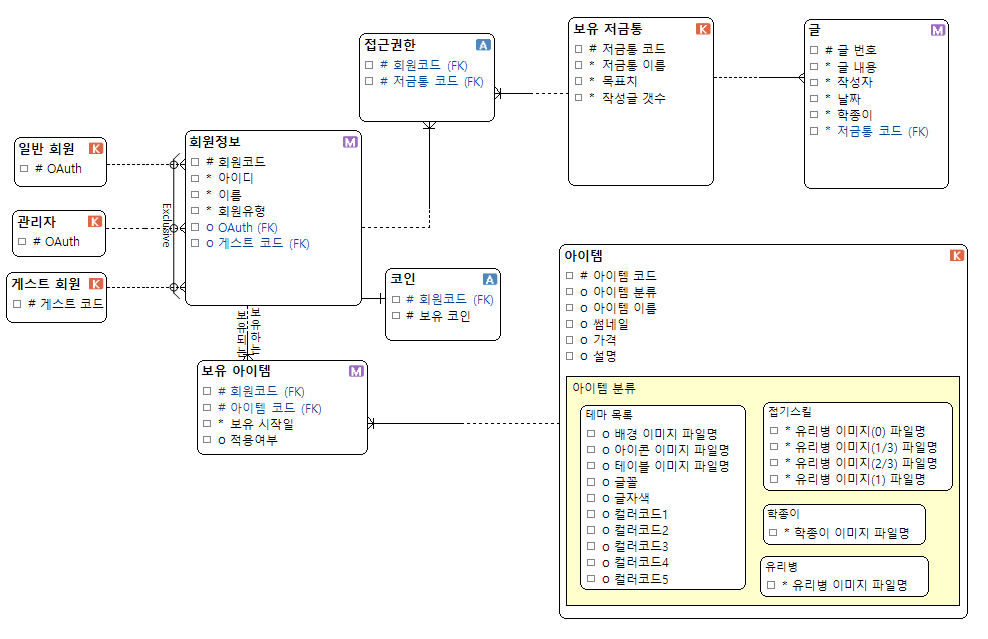 일반 회원 K
# OAuth
관리자 K
# OAuth
게스트 회원 K
# 게스트 코드
Exclusive
회원정보 M
# 회원코드
* 아이디
* 이름
* 회원유형
o OAuth (FK)
o 게스트 코드 (FK)
접근권한 A
# 회원코드 (FK)
# 저금통 코드 (FK)
보유 저금통 K
# 저금통 코드
* 저금통 이름
* 목표치
* 작성글 갯수
글 M
# 글 번호
* 글 내용
* 작성자
* 날짜
* 학종이
* 저금통 코드 (FK)
코인 A
# 회원코드 (FK)
# 보유 코인
보유되는
보유하는
보유 아이템 M
# 회원코드 (FK)
# 아이템 코드 (FK)
* 보유 시작일
o 적용여부
아이템 K
# 아이템 코드
o 아이템 분류
o 아이템 이름
o 썸네일
o 가격
o 설명
아이템 분류
테마 목록
o 배경 이미지 파일명
o 아이콘 이미지 파일명
o 테이블 이미지 파일명
o 글꼴
o 글자색
o 컬러코드1
o 컬러코드2
o 컬러코드3
o 컬러코드4
o 컬러코드5
접기스킬
* 유리병 이미지(0) 파일명
* 유리병 이미지(1/3) 파일명
* 유리병 이미지(2/3) 파일명
* 유리병 이미지(1) 파일명
학종이
* 학종이 이미지 파일명
유리병
* 유리병 이미지 파일명